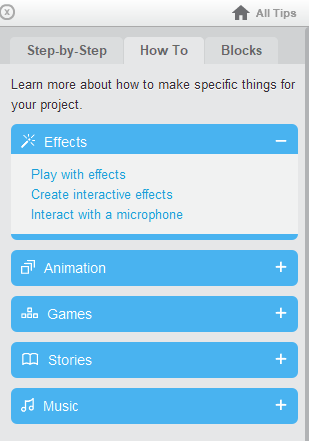 All Tips
Step-by-Step How To Blocks
Learn more about how to make specific things for
your project.
Effects
Play with effects
Create interactive effects
Interact with a microphone
Animation
Games
Stories
Music